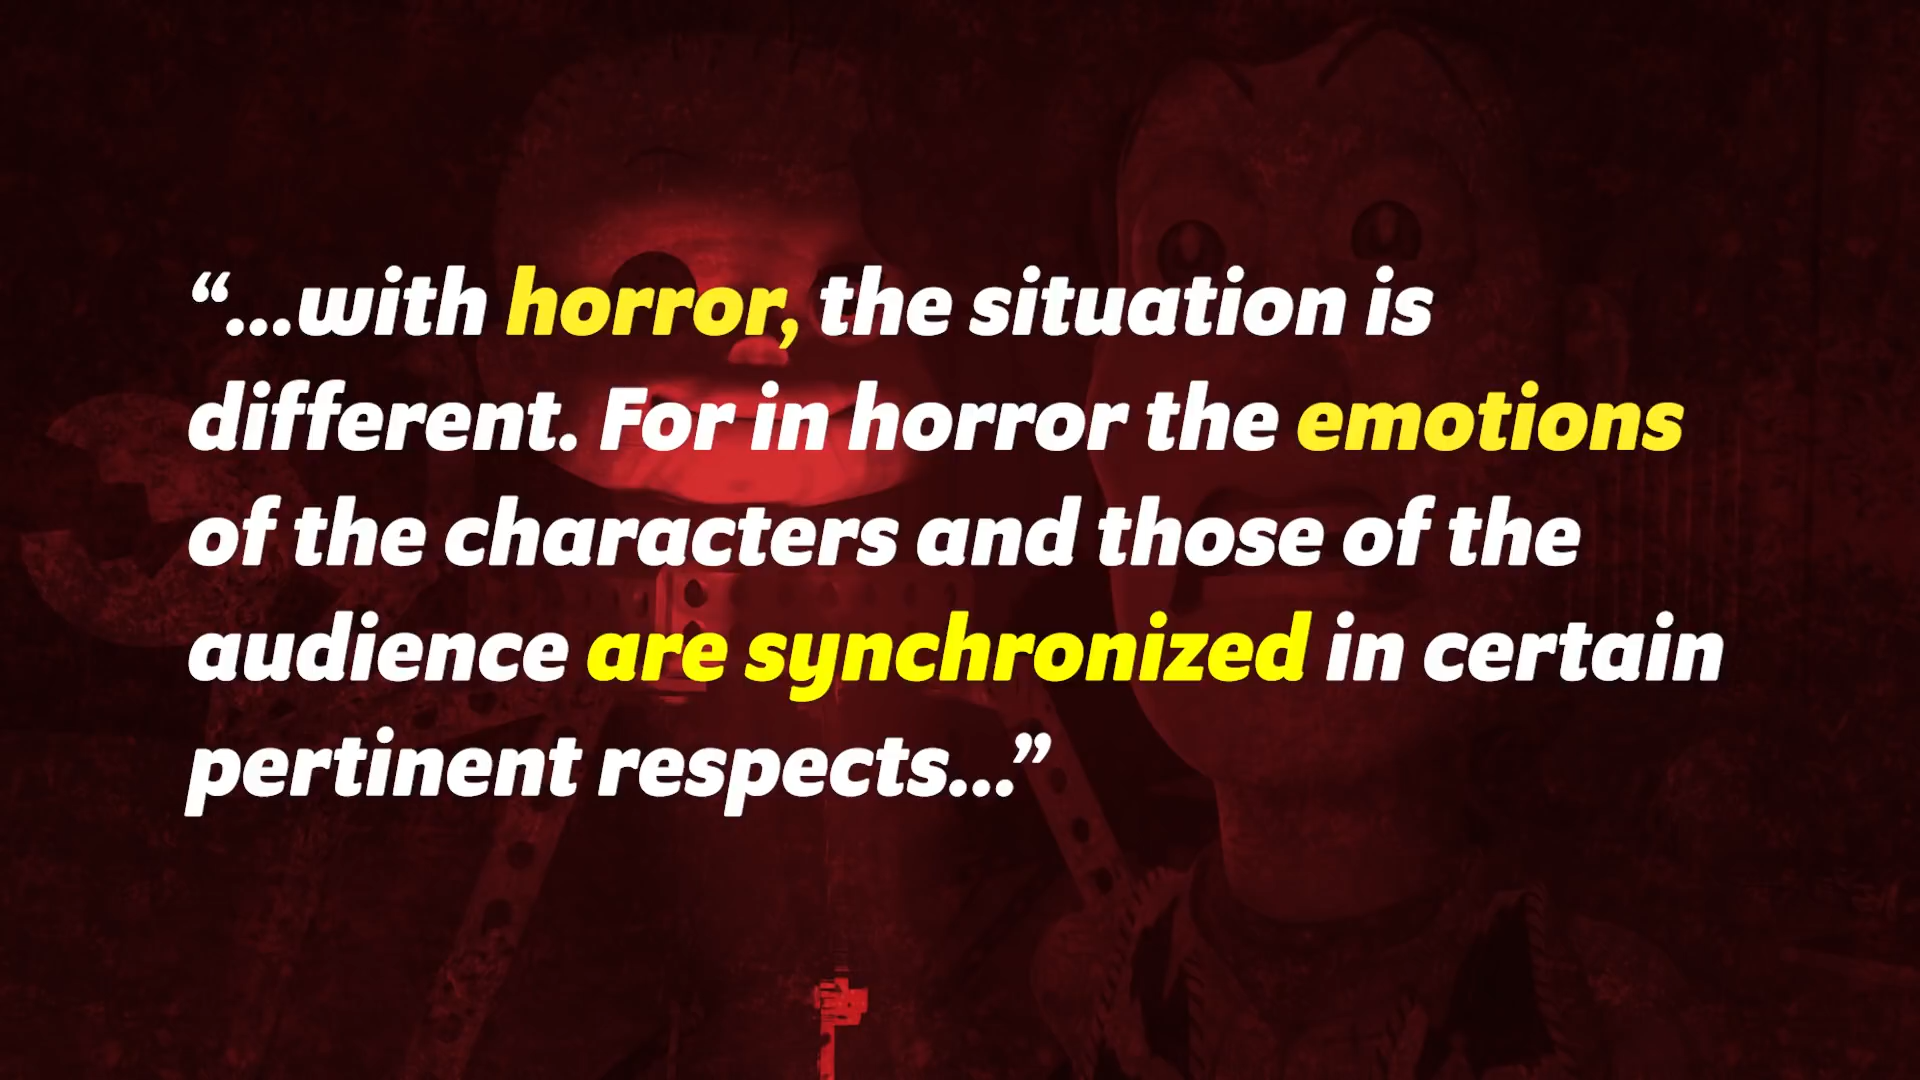 “...with horror, the situation is
different. For in horror the emotions
of the characters and those of the
audience are synchronized in certain
pertinent respects...”